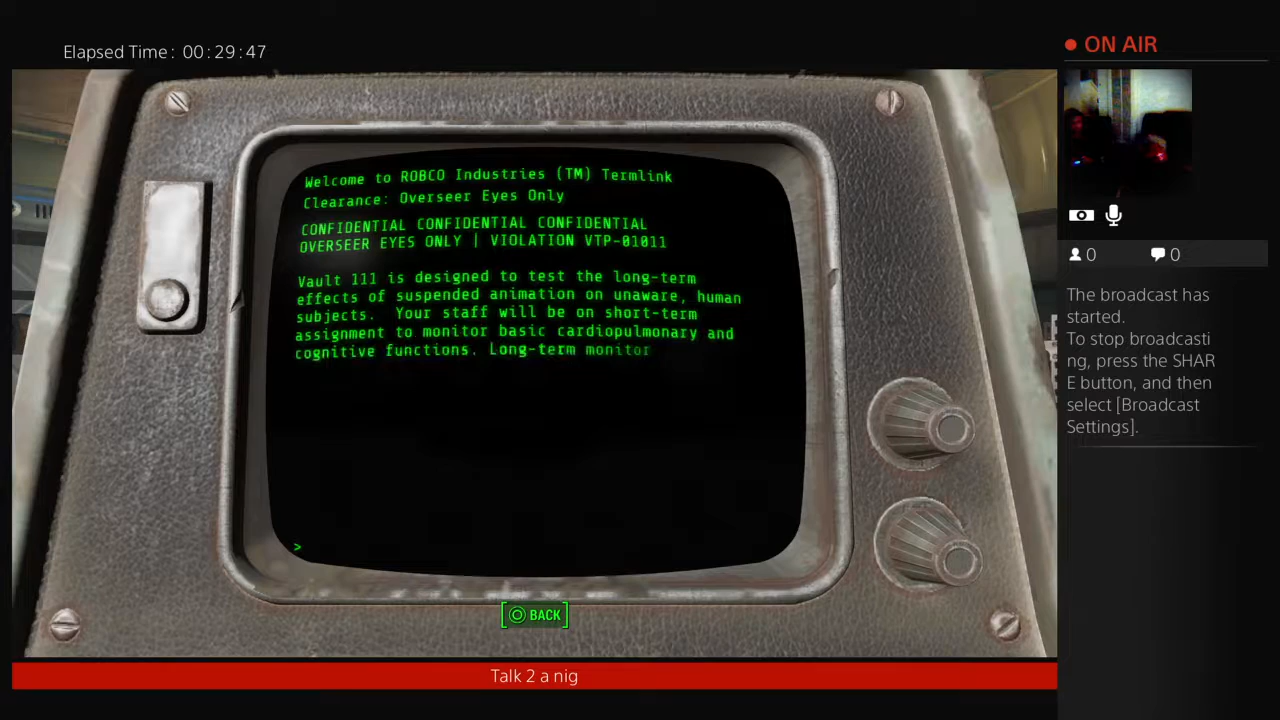 Elapsed Time: 00:29:47
ON AIR
Welcome to ROBCO Industries (TM) Termlink
Clearance: Overseer Eyes Only
CONFIDENTIAL CONFIDENTIAL CONFIDENTIAL
OVERSEER EYES ONLY | VIOLATION VTP-01011
Vault 111 is designed to test the long-term
effects of suspended animation on unaware, human
subjects. Your staff will be on short-term
assignment to monitor basic cardiopulmonary and
cognitive functions. Long-term monitor
>
BACK
0
0
The broadcast has
started.
To stop broadcasti
ng, press the SHAR
E button, and then
select [Broadcast
Settings].
Talk 2 a nig